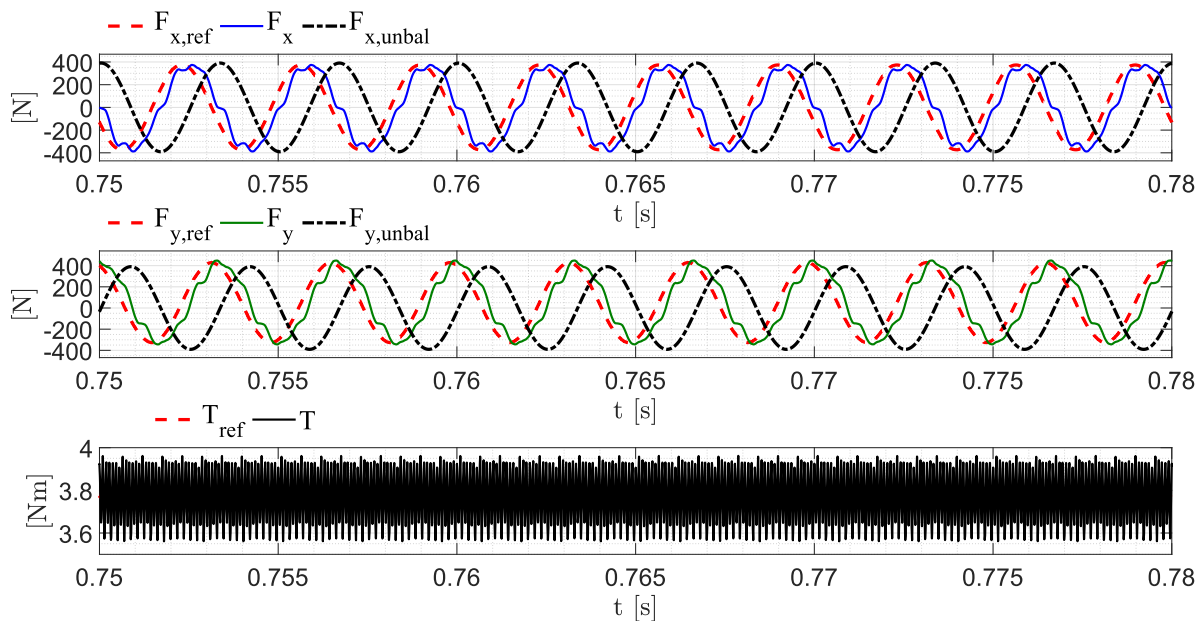 F_x,ref F_x F_x,unbal
400
200
0
-200
-400
[N]
0.75 0.755 0.76 0.765 0.77 0.775 0.78
t [s]
F_y,ref F_y F_y,unbal
400
200
0
-200
-400
[N]
0.75 0.755 0.76 0.765 0.77 0.775 0.78
t [s]
T_ref T
4
3.8
3.6
[Nm]
0.75 0.755 0.76 0.765 0.77 0.775 0.78
t [s]